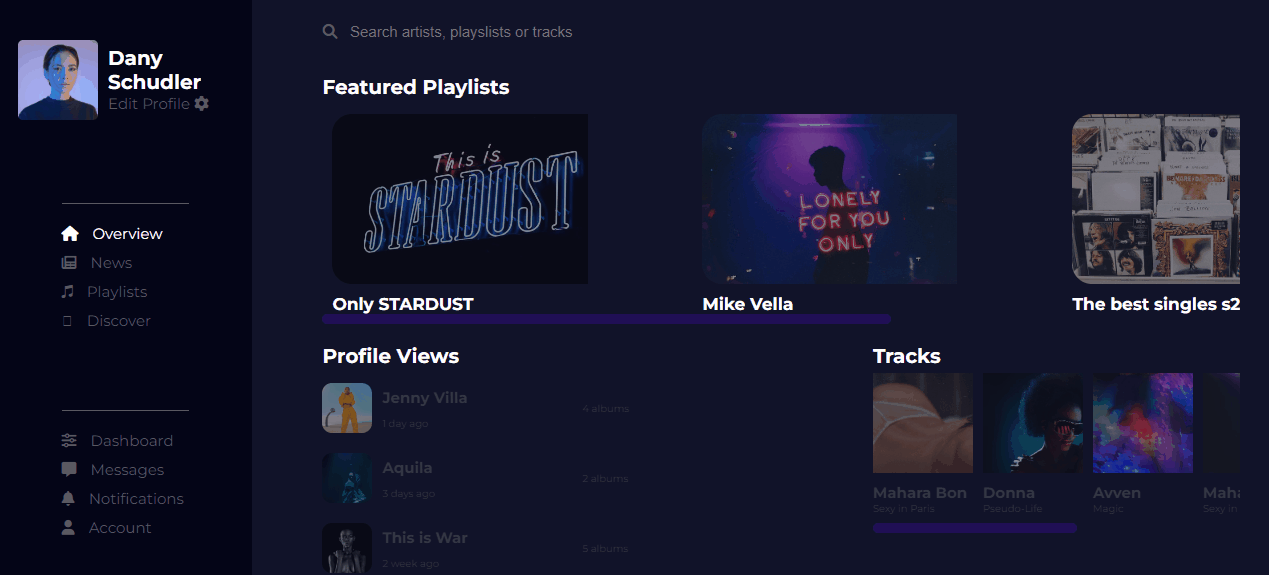 Dany
Schudler
Edit Profile
Overview
News
Playlists
Discover
Dashboard
Messages
Notifications
Account
Search artists, playslists or tracks
Featured Playlists
This is
STARDUST
LONELY
FOR YOU
ONLY
Only STARDUST
Mike Vella
The best singles s2
Profile Views
Jenny Villa
1 day ago
4 albums
Aquila
3 days ago
2 albums
This is War
2 week ago
5 albums
Tracks
Mahara Bon
Sexy in Paris
Donna
Pseudo-Life
Avven
Magic
Maha
Sexy in